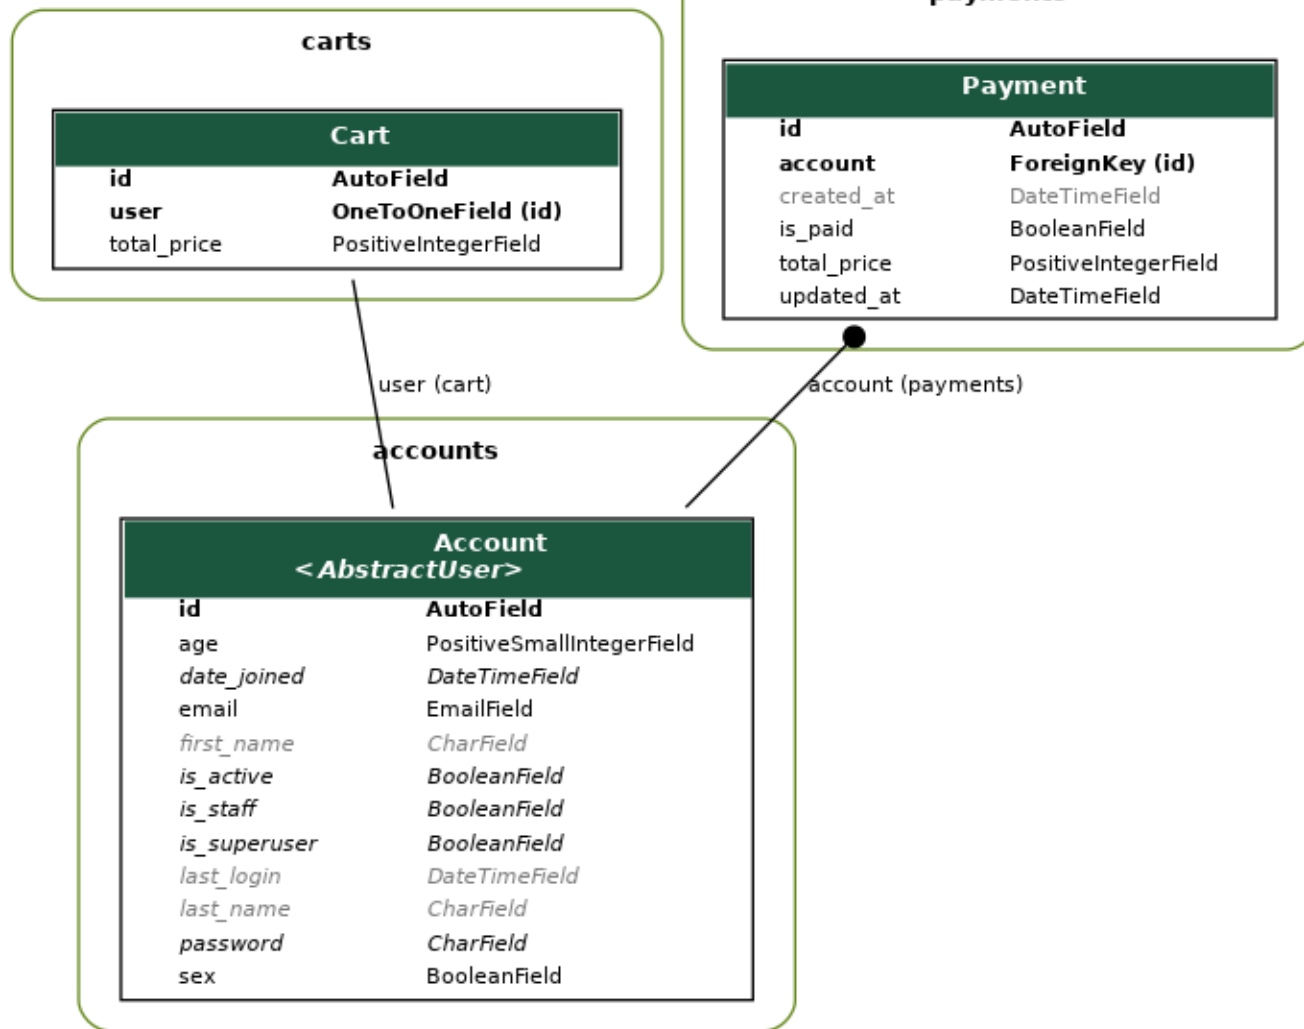 carts
Cart
id AutoField
user OneToOneField (id)
total_price PositiveIntegerField
payments
Payment
id AutoField
account ForeignKey (id)
created_at DateTimeField
is_paid BooleanField
total_price PositiveIntegerField
updated_at DateTimeField
user (cart)
account (payments)
accounts
Account
<AbstractUser>
id AutoField
age PositiveSmallIntegerField
date_joined DateTimeField
email EmailField
first_name CharField
is_active BooleanField
is_staff BooleanField
is_superuser BooleanField
last_login DateTimeField
last_name CharField
password CharField
sex BooleanField